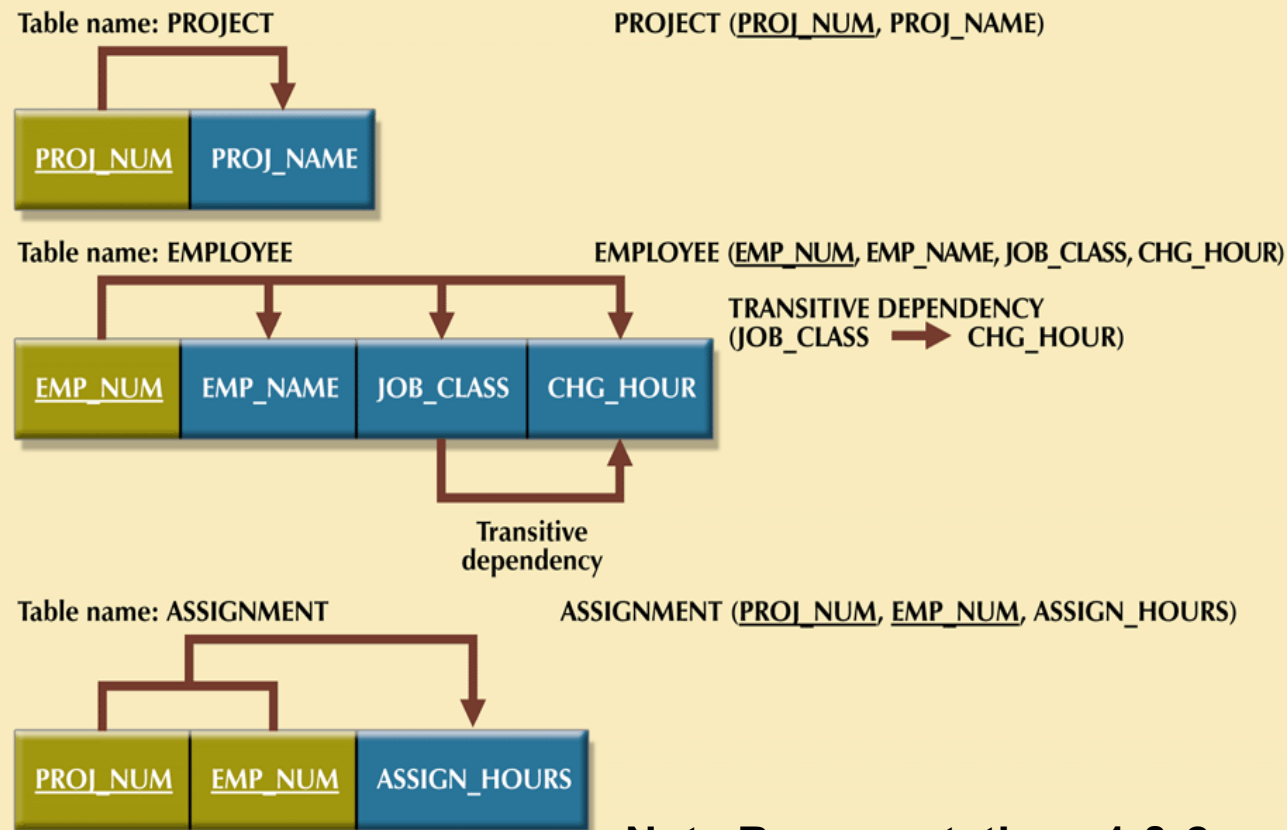 Table name: PROJECT
PROJECT (PROJ_NUM, PROJ_NAME)
PROJ_NUM PROJ_NAME
Table name: EMPLOYEE
EMPLOYEE (EMP_NUM, EMP_NAME, JOB_CLASS, CHG_HOUR)
TRANSITIVE DEPENDENCY
(JOB_CLASS CHG_HOUR)
EMP_NUM EMP_NAME JOB_CLASS CHG_HOUR
Transitive
dependency
Table name: ASSIGNMENT
ASSIGNMENT (PROJ_NUM, EMP_NUM, ASSIGN_HOURS)
PROJ_NUM EMP_NUM ASSIGN_HOURS